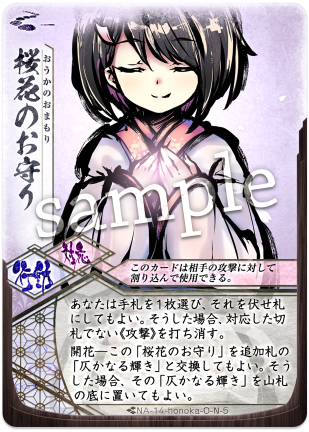 桜花のお守り
おうかのおまもり
sample
行動
対応
このカードは相手の攻撃に対して
割り込んで使用できる。
あなたは手札を1枚選び、それを伏せ札
にしてもよい。そうした場合、対応した切
札でない《攻撃》を打ち消す。
開花―この「桜花のお守り」を追加札の
「仄かなる輝き」と交換してもよい。そう
した場合、その「仄かなる輝き」を山札
の底に置いてもよい。
NA-14-honoka-O-N-5